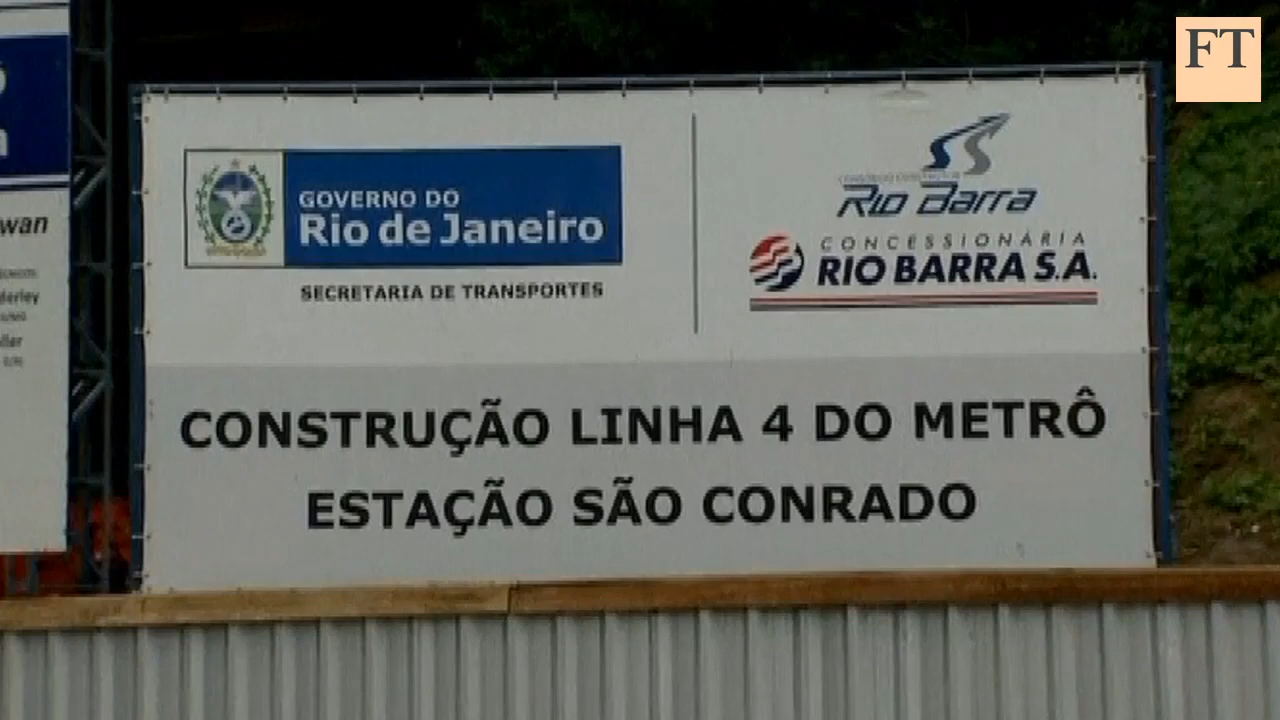 FT
GOVERNO DO
Rio de Janeiro
SECRETARIA DE TRANSPORTES
Rio Barra
CONCESSIONÁRIA
RIO BARRA S.A.
CONSTRUÇÃO LINHA 4 DO METRÔ
ESTAÇÃO SÃO CONRADO
wan